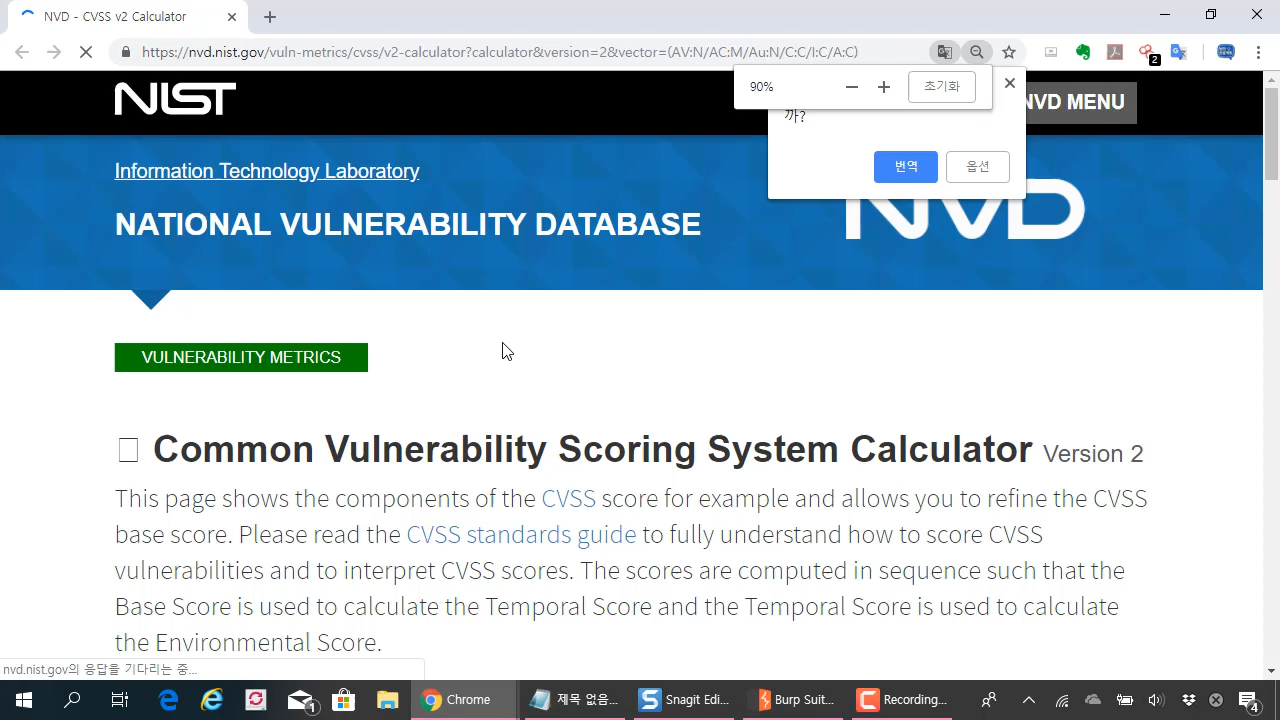 NVD - CVSS v2 Calculator
https://nvd.nist.gov/vuln-metrics/cvss/v2-calculator?calculator&version=2&vector=(AV:N/AC:M/Au:N/C:C/I:C/A:C)
2
90%
초기화
까?
번역
옵션
NIST
NVD MENU
Information Technology Laboratory
NATIONAL VULNERABILITY DATABASE
NVD
VULNERABILITY METRICS
Common Vulnerability Scoring System Calculator Version 2
This page shows the components of the CVSS score for example and allows you to refine the CVSS
base score. Please read the CVSS standards guide to fully understand how to score CVSS
vulnerabilities and to interpret CVSS scores. The scores are computed in sequence such that the
Base Score is used to calculate the Temporal Score and the Temporal Score is used to calculate
the Environmental Score.
nvd.nist.gov의 응답을 기다리는 중...
1
Chrome
제목 없음...
Snagit Edi...
Burp Suit...
Recording...
4